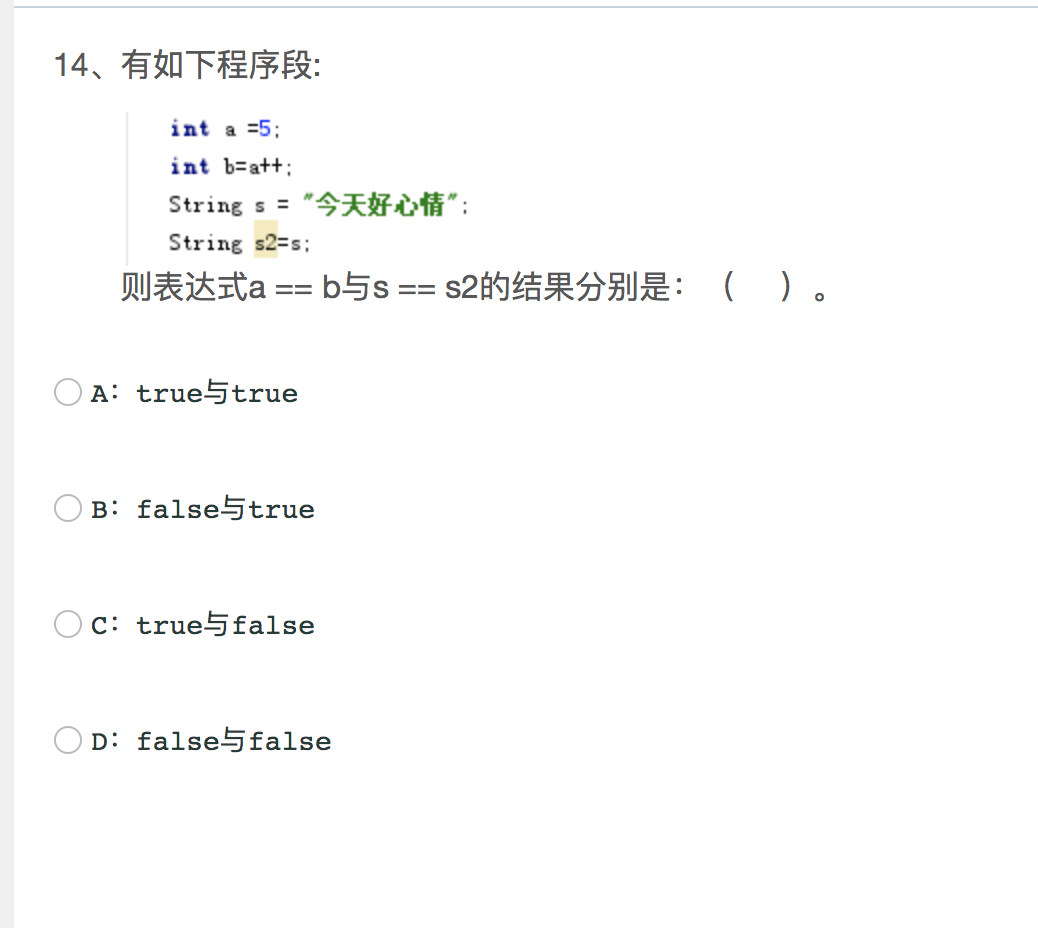 14、有如下程序段:
int a =5;
int b=a++;
String s = "今天好心情";
String s2=s;
则表达式a == b与s == s2的结果分别是：（ ）。
A：true与true
B：false与true
C：true与false
D：false与false